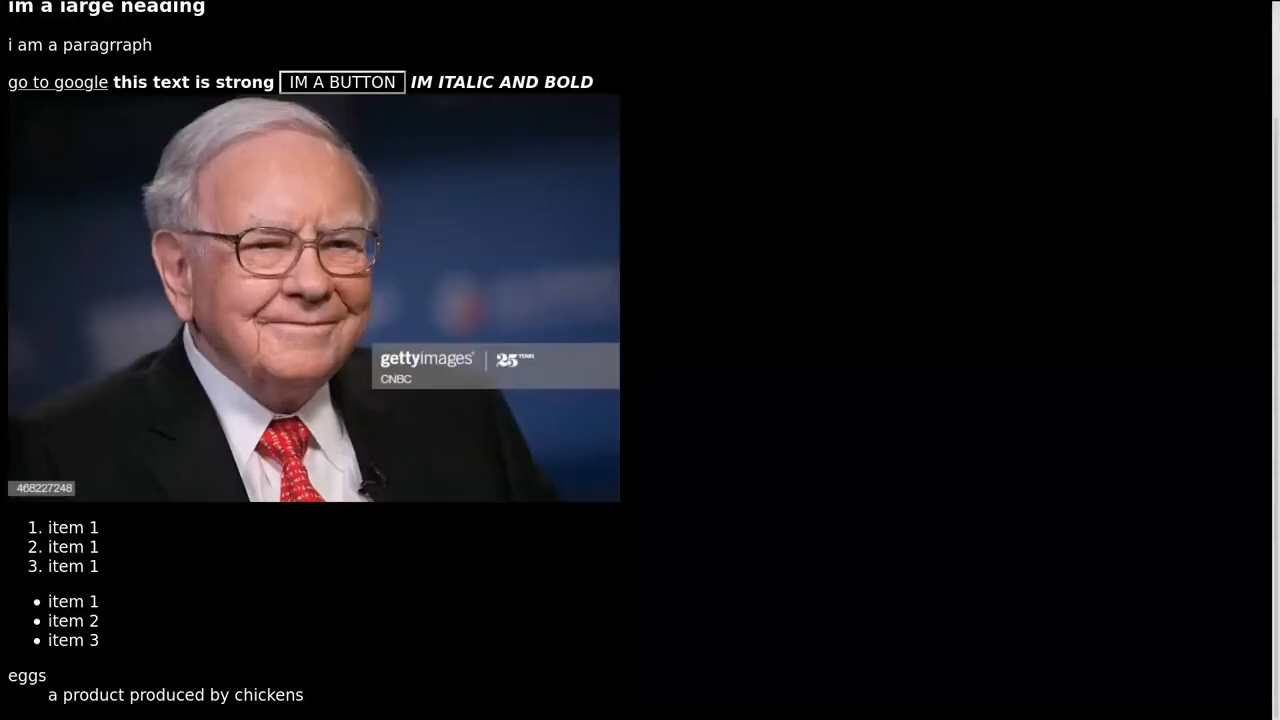 im a large heading
i am a paragrraph
go to google this text is strong IM A BUTTON IM ITALIC AND BOLD
gettyimages® 25 YEARS
CNBC
468227248
1. item 1
2. item 1
3. item 1
• item 1
• item 2
• item 3
eggs
a product produced by chickens